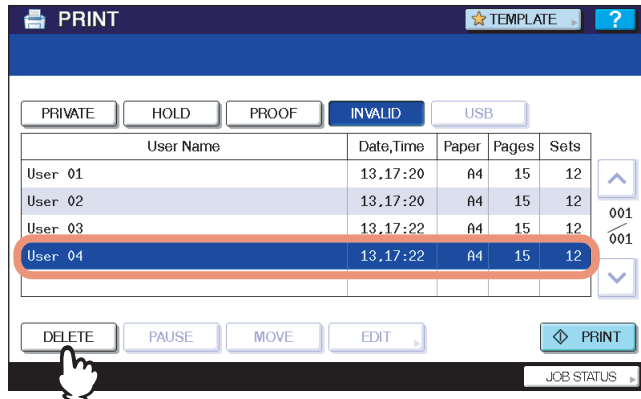 PRINT TEMPLATE ?
PRIVATE HOLD PROOF INVALID USB
User Name Date,Time Paper Pages Sets
User 01 13,17:20 A4 15 12
User 02 13,17:20 A4 15 12
User 03 13,17:22 A4 15 12
User 04 13,17:22 A4 15 12
001
001
DELETE PAUSE MOVE EDIT PRINT
JOB STATUS